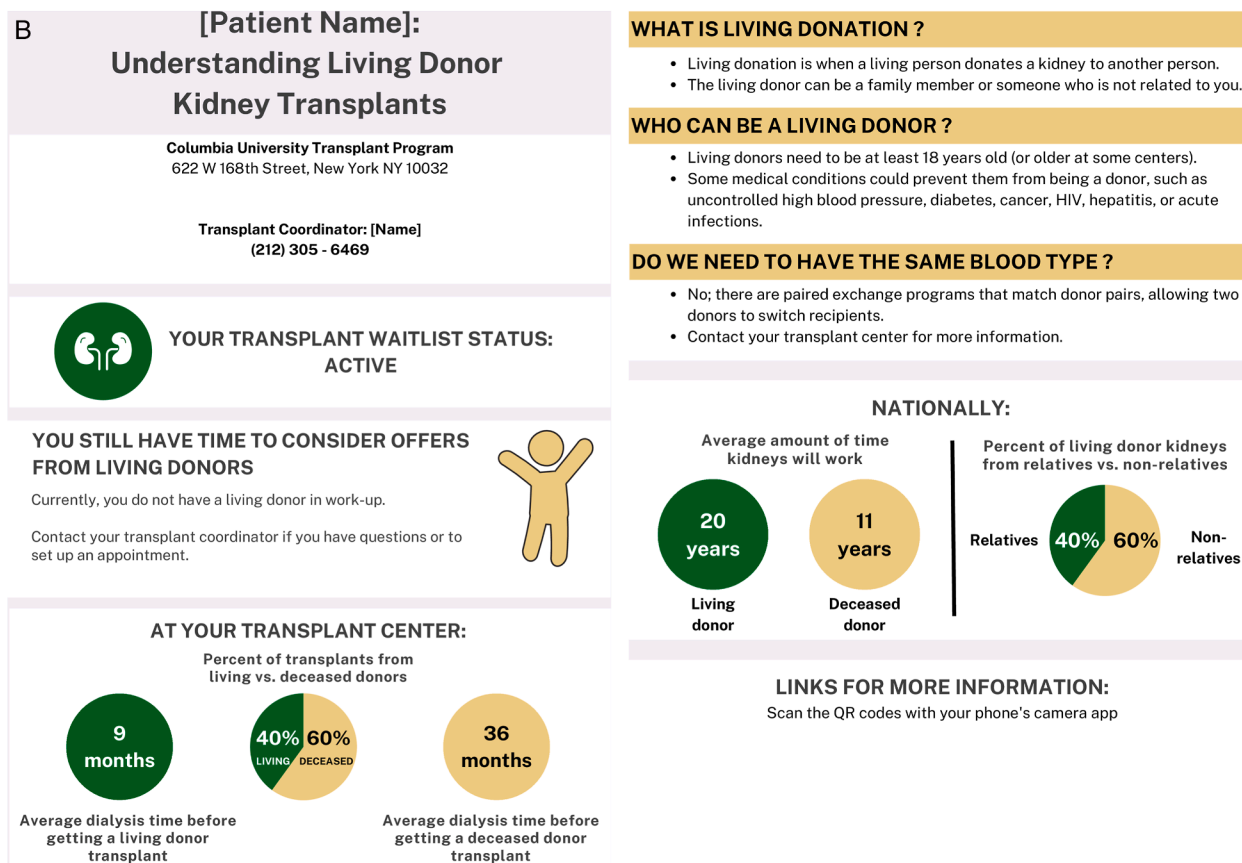 B
[Patient Name]:
Understanding Living Donor
Kidney Transplants
Columbia University Transplant Program
622 W 168th Street, New York NY 10032
Transplant Coordinator: [Name]
(212) 305 - 6469
YOUR TRANSPLANT WAITLIST STATUS:
ACTIVE
YOU STILL HAVE TIME TO CONSIDER OFFERS
FROM LIVING DONORS
Currently, you do not have a living donor in work-up.
Contact your transplant coordinator if you have questions or to
set up an appointment.
AT YOUR TRANSPLANT CENTER:
Percent of transplants from
living vs. deceased donors
9
months
40% 60%
LIVING DECEASED
36
months
Average dialysis time before
getting a living donor
transplant
Average dialysis time before
getting a deceased donor
transplant
WHAT IS LIVING DONATION ?
• Living donation is when a living person donates a kidney to another person.
• The living donor can be a family member or someone who is not related to you.
WHO CAN BE A LIVING DONOR ?
• Living donors need to be at least 18 years old (or older at some centers).
• Some medical conditions could prevent them from being a donor, such as
uncontrolled high blood pressure, diabetes, cancer, HIV, hepatitis, or acute
infections.
DO WE NEED TO HAVE THE SAME BLOOD TYPE ?
• No; there are paired exchange programs that match donor pairs, allowing two
donors to switch recipients.
• Contact your transplant center for more information.
NATIONALLY:
Average amount of time
kidneys will work
20
years
Living
donor
11
years
Deceased
donor
Percent of living donor kidneys
from relatives vs. non-relatives
Relatives
40% 60%
Non-
relatives
LINKS FOR MORE INFORMATION:
Scan the QR codes with your phone's camera app